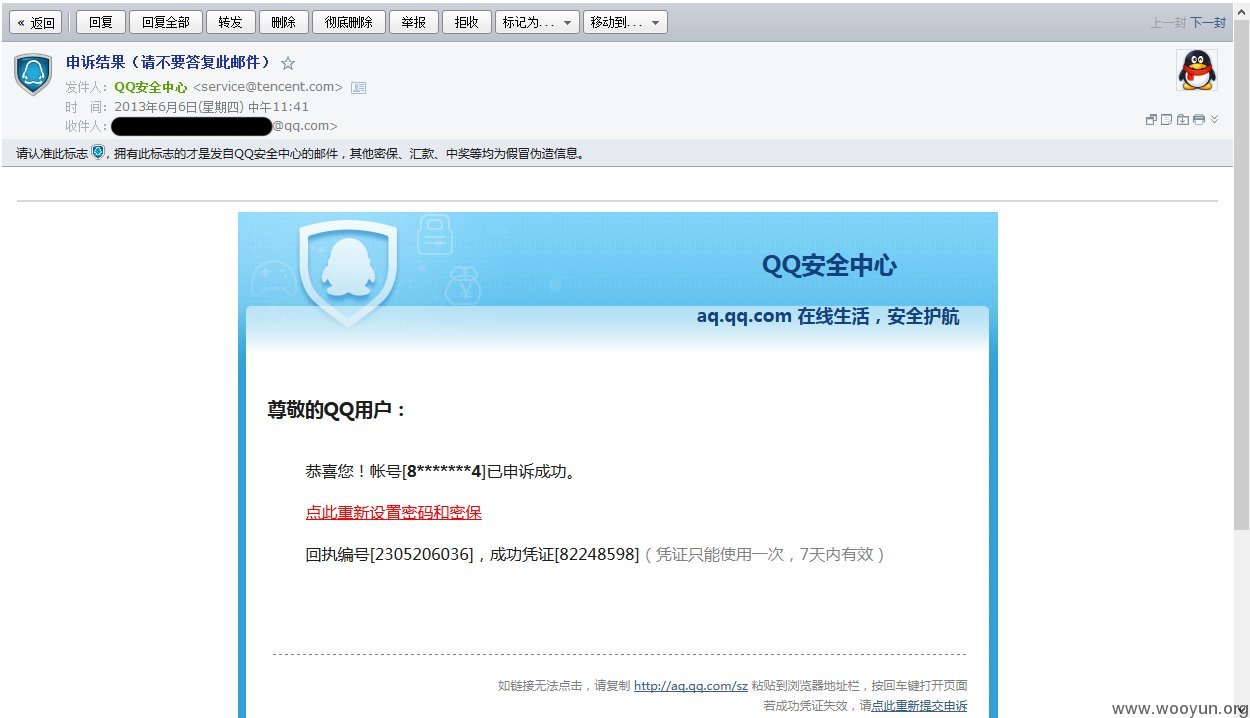 « 返回 回复 回复全部 转发 删除 彻底删除 举报 拒收 标记为... 移动到... 上一封 下一封
申诉结果（请不要答复此邮件）
发件人：QQ安全中心 <service@tencent.com>
时 间：2013年6月6日(星期四) 中午11:41
收件人： @qq.com>
请认准此标志 ，拥有此标志的才是发自QQ安全中心的邮件，其他密保、汇款、中奖等均为假冒伪造信息。
QQ安全中心
aq.qq.com 在线生活，安全护航
尊敬的QQ用户：
恭喜您！帐号[8*******4]已申诉成功。
点此重新设置密码和密保
回执编号[2305206036]，成功凭证[82248598]（凭证只能使用一次，7天内有效）
如链接无法点击，请复制 http://aq.qq.com/sz 粘贴到浏览器地址栏，按回车键打开页面
若成功凭证失效，请点此重新提交申诉
www.wooyun.org